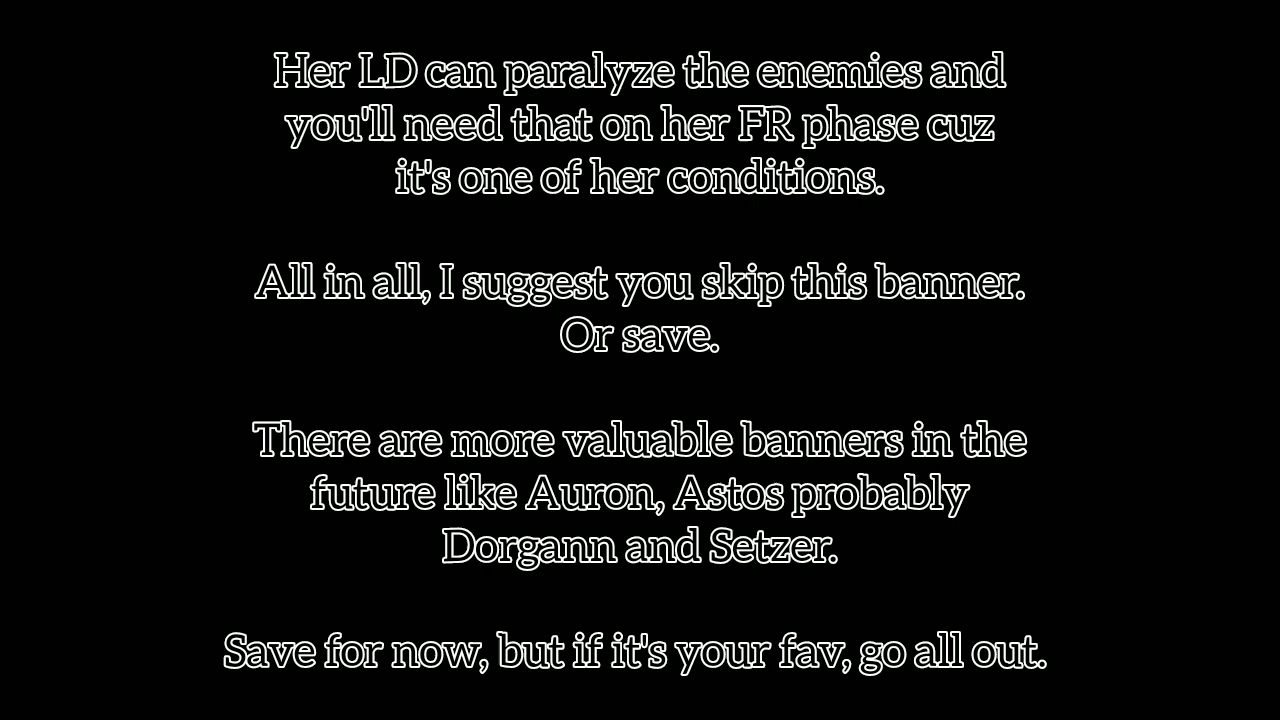 Her LD can paralyze the enemies and
you'll need that on her FR phase cuz
it's one of her conditions.
All in all, I suggest you skip this banner.
Or save.
There are more valuable banners in the
future like Auron, Astos probably
Dorgann and Setzer.
Save for now, but if it's your fav, go all out.